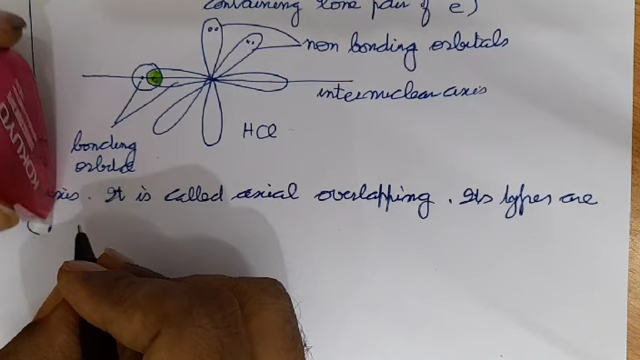 containing lone pair of e)
non bonding orbitals
internuclear axis
HCl
bonding
orbital
KOKUYO
axis. It is called axial overlapping. Its types are